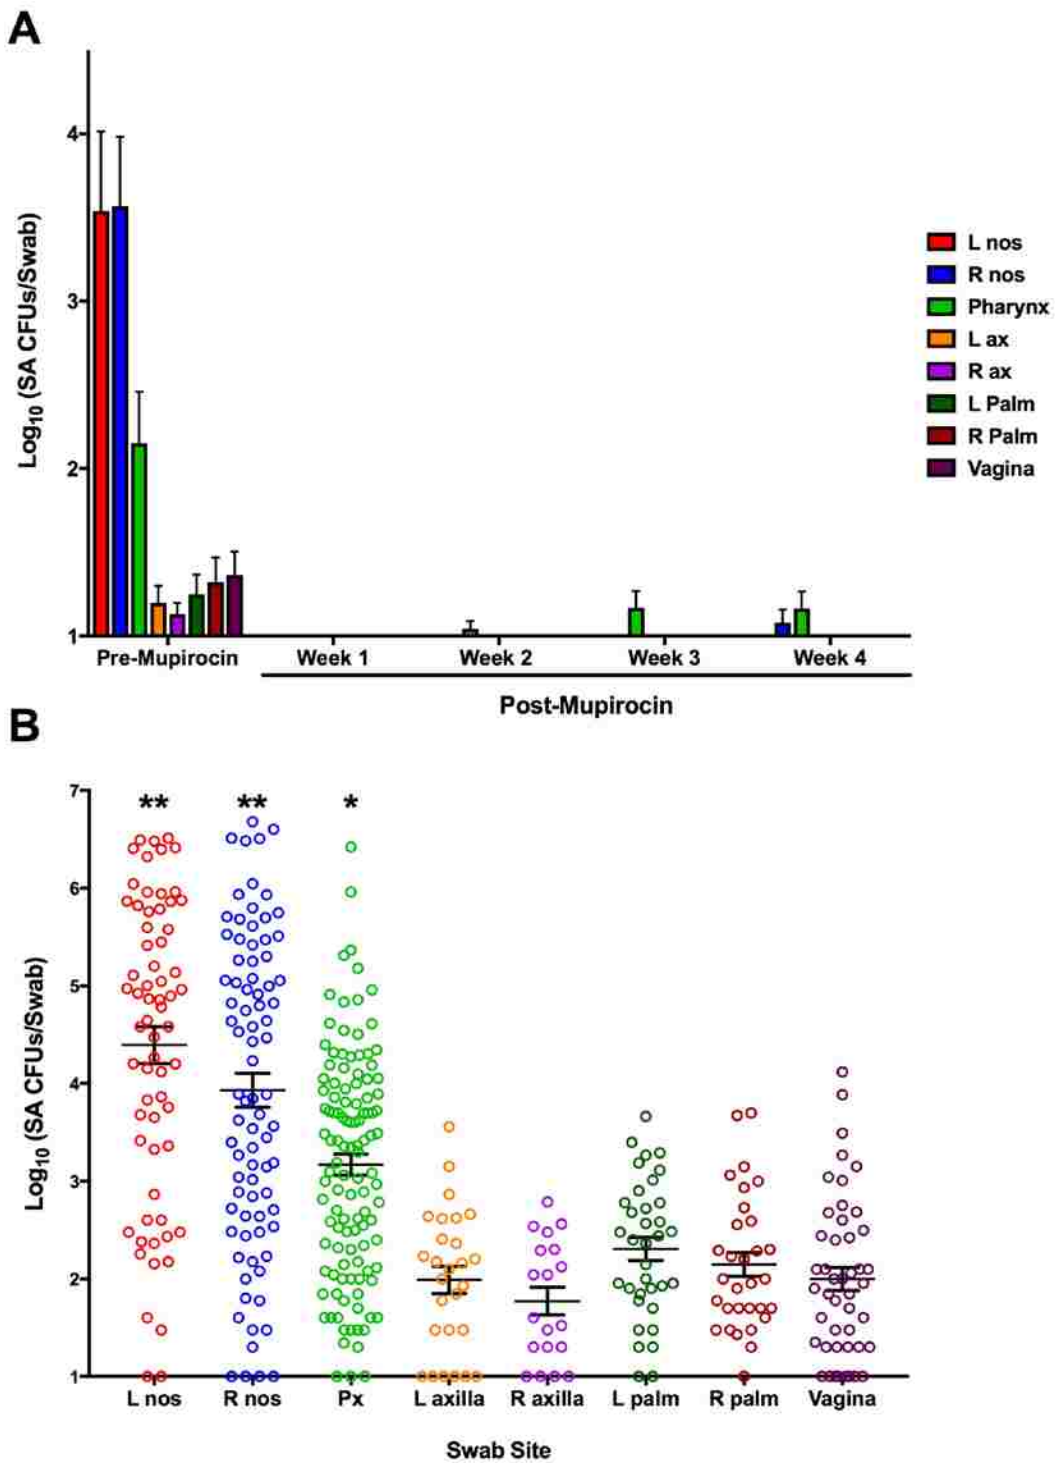 A
Log10 (SA CFUs/Swab)
4
3
2
1
Pre-Mupirocin Week 1 Week 2 Week 3 Week 4
Post-Mupirocin
L nos
R nos
Pharynx
L ax
R ax
L Palm
R Palm
Vagina
B
Log10 (SA CFUs/Swab)
7
6
5
4
3
2
1
** ** *
L nos R nos Px L axilla R axilla L palm R palm Vagina
Swab Site